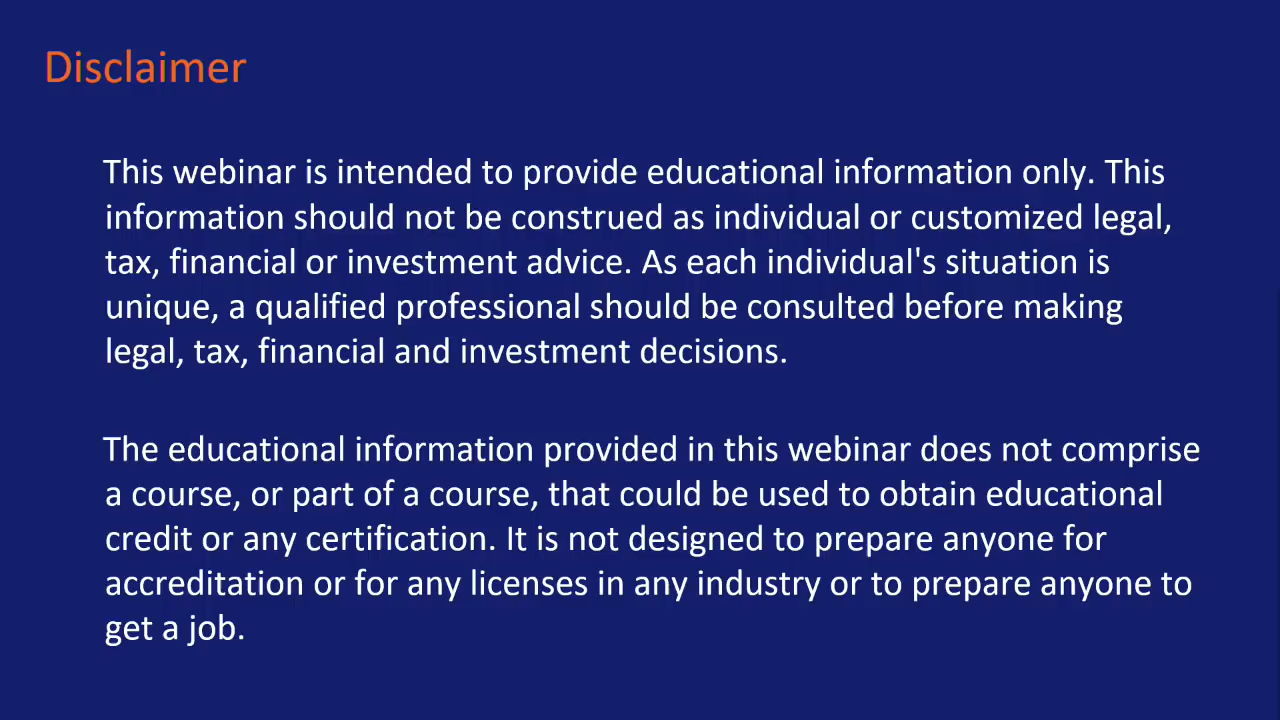 Disclaimer
This webinar is intended to provide educational information only. This
information should not be construed as individual or customized legal,
tax, financial or investment advice. As each individual's situation is
unique, a qualified professional should be consulted before making
legal, tax, financial and investment decisions.
The educational information provided in this webinar does not comprise
a course, or part of a course, that could be used to obtain educational
credit or any certification. It is not designed to prepare anyone for
accreditation or for any licenses in any industry or to prepare anyone to
get a job.